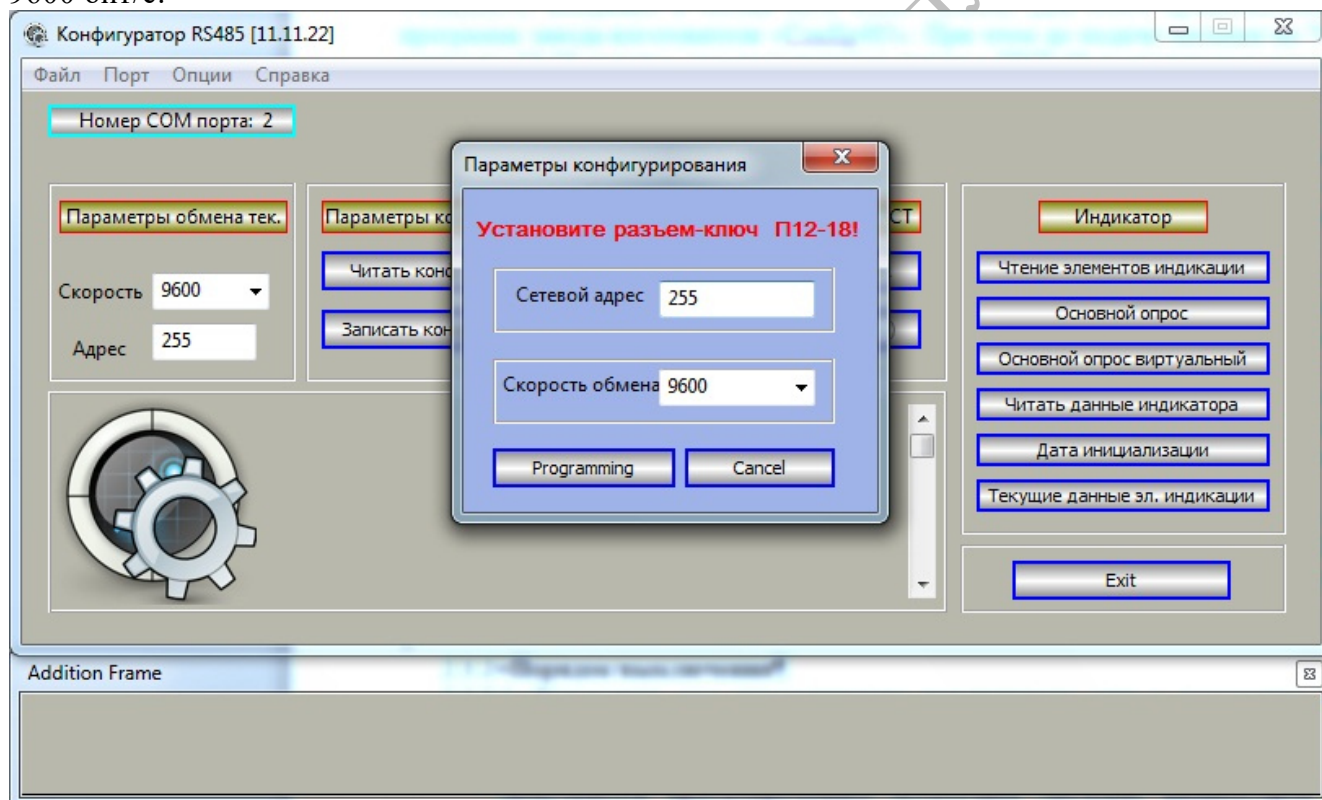 9600 бит/с.
Конфигуратор RS485 [11.11.22]
Файл Порт Опции Справка
Номер COM порта: 2
Параметры обмена тек.
Скорость 9600
Адрес 255
Параметры ко
Читать кон
Записать кон
СТ
Параметры конфигурирования
Установите разъем-ключ П12-18!
Сетевой адрес 255
Скорость обмена 9600
Programming Cancel
Индикатор
Чтение элементов индикации
Основной опрос
Основной опрос виртуальный
Читать данные индикатора
Дата инициализации
Текущие данные эл. индикации
Exit
Addition Frame